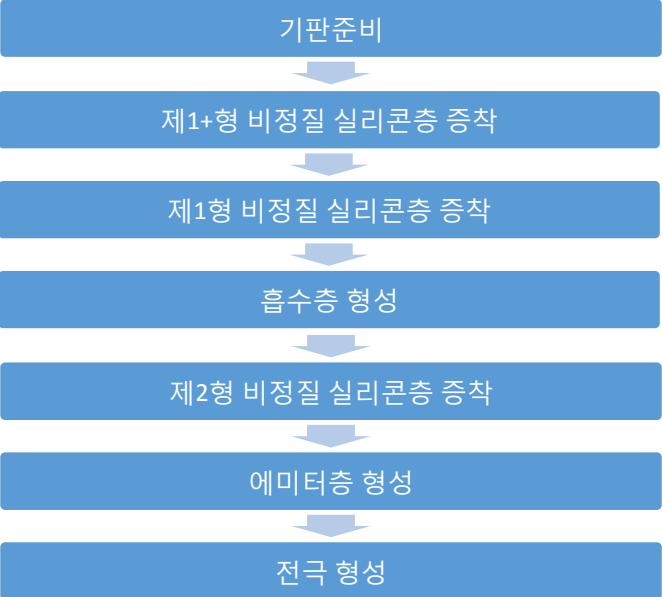 기판준비
제1+형 비정질 실리콘층 증착
제1형 비정질 실리콘층 증착
흡수층 형성
제2형 비정질 실리콘층 증착
에미터층 형성
전극 형성